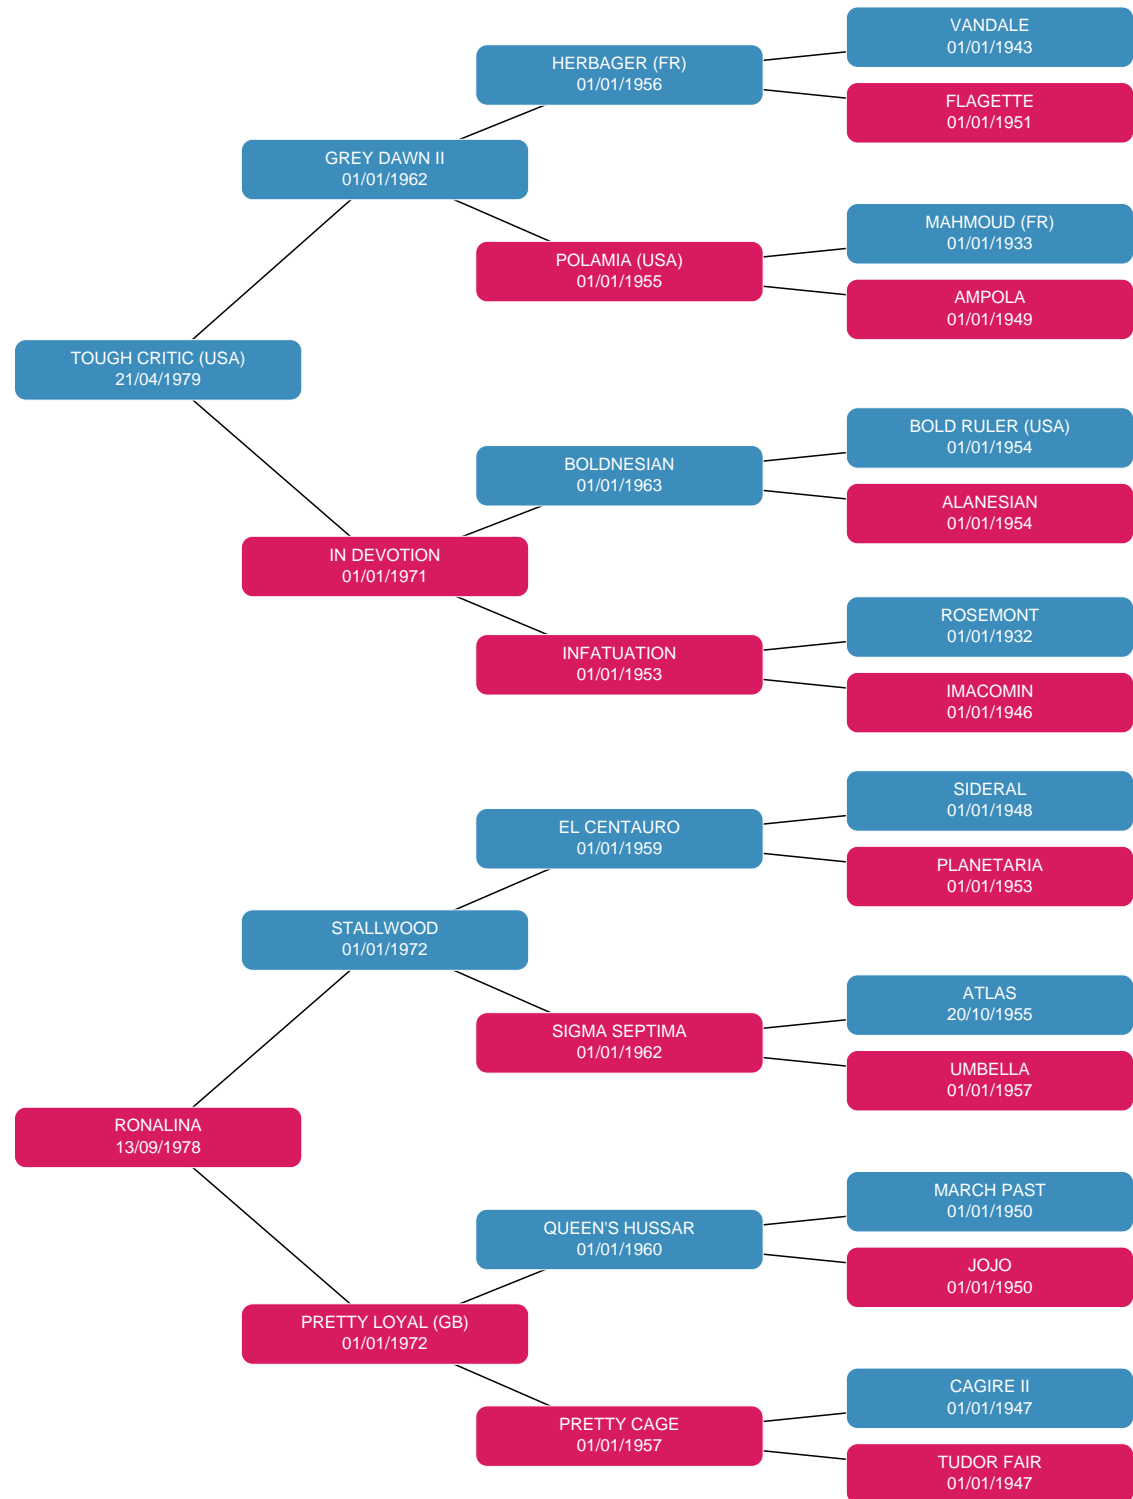 VANDALE
01/01/1943
HERBAGER (FR)
01/01/1956
FLAGETTE
01/01/1951
GREY DAWN II
01/01/1962
MAHMOUD (FR)
01/01/1933
POLAMIA (USA)
01/01/1955
AMPOLA
01/01/1949
TOUGH CRITIC (USA)
21/04/1979
BOLD RULER (USA)
01/01/1954
BOLDNESIAN
01/01/1963
ALANESIAN
01/01/1954
IN DEVOTION
01/01/1971
ROSEMONT
01/01/1932
INFATUATION
01/01/1953
IMACOMIN
01/01/1946
SIDERAL
01/01/1948
EL CENTAURO
01/01/1959
PLANETARIA
01/01/1953
STALLWOOD
01/01/1972
ATLAS
20/10/1955
SIGMA SEPTIMA
01/01/1962
UMBELLA
01/01/1957
RONALINA
13/09/1978
MARCH PAST
01/01/1950
QUEEN'S HUSSAR
01/01/1960
JOJO
01/01/1950
PRETTY LOYAL (GB)
01/01/1972
CAGIRE II
01/01/1947
PRETTY CAGE
01/01/1957
TUDOR FAIR
01/01/1947